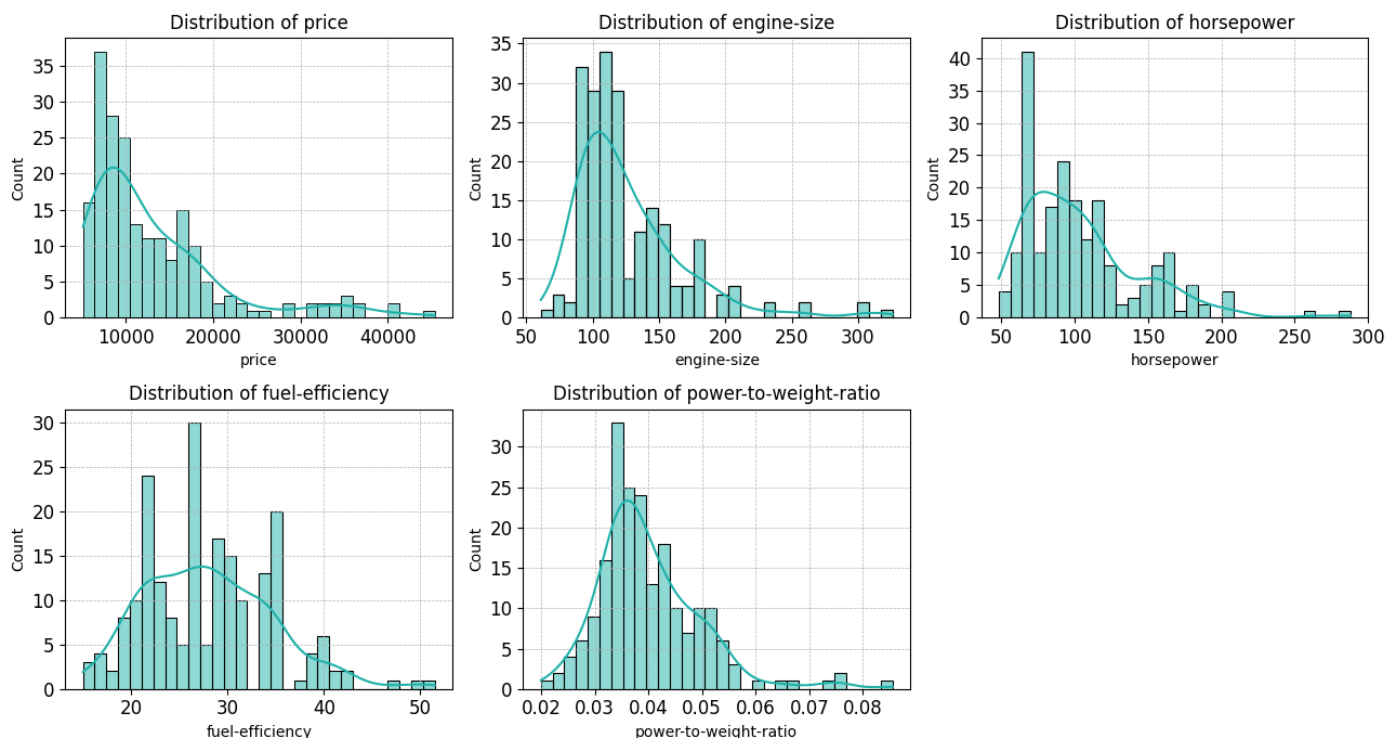 Distribution of price
35
30
25
20
15
10
5
0
Count
10000 20000 30000 40000
price
Distribution of engine-size
35
30
25
20
15
10
5
0
Count
50 100 150 200 250 300
engine-size
Distribution of horsepower
40
35
30
25
20
15
10
5
0
Count
50 100 150 200 250 300
horsepower
Distribution of fuel-efficiency
30
25
20
15
10
5
0
Count
20 30 40 50
fuel-efficiency
Distribution of power-to-weight-ratio
30
25
20
15
10
5
0
Count
0.02 0.03 0.04 0.05 0.06 0.07 0.08
power-to-weight-ratio